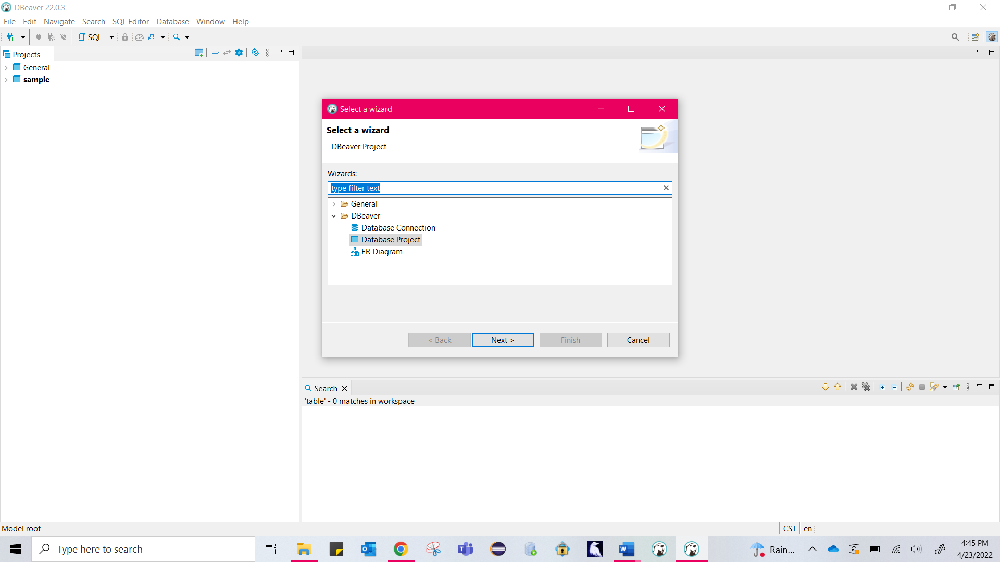 DBeaver 22.0.3
File Edit Navigate Search SQL Editor Database Window Help
SQL
Projects
General
sample
Select a wizard
Select a wizard
DBeaver Project
Wizards:
type filter text
General
DBeaver
Database Connection
Database Project
ER Diagram
< Back Next > Finish Cancel
Search
'table' - 0 matches in workspace
Model root CST en
Type here to search
Rain...
4:45 PM
4/23/2022